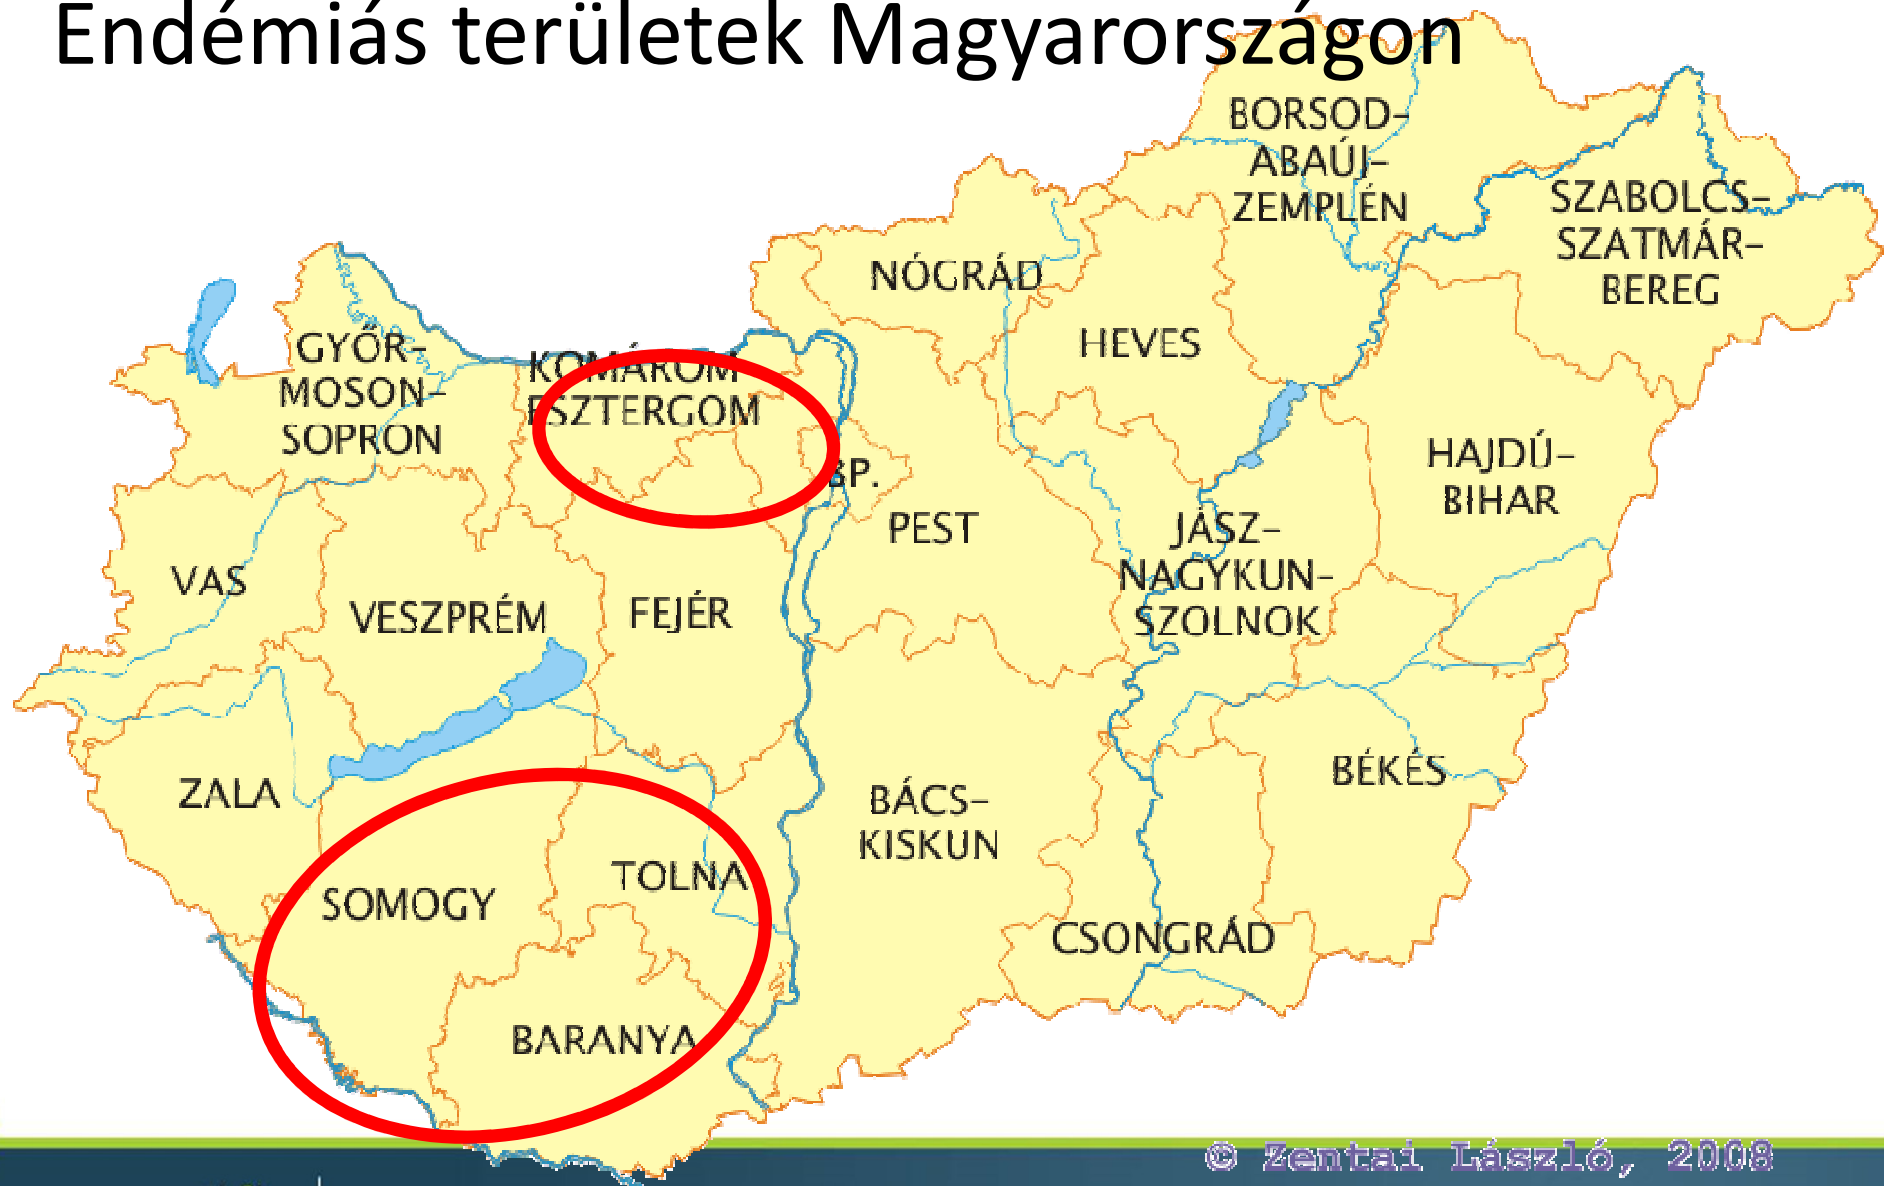 Endémiás területek Magyarországon
BORSOD–
ABAÚJ–
ZEMPLÉN
SZABOLCS–
SZATMÁR–
BEREG
NÓGRÁD
HEVES
GYŐR–
MOSON–
SOPRON
KOMÁROM
ESZTERGOM
BP.
PEST
HAJDÚ–
BIHAR
JÁSZ–
NAGYKUN–
SZOLNOK
VAS
VESZPRÉM
FEJÉR
ZALA
BÁCS–
KISKUN
BÉKÉS
TOLNA
SOMOGY
CSONGRÁD
BARANYA
© Zentai László, 2008